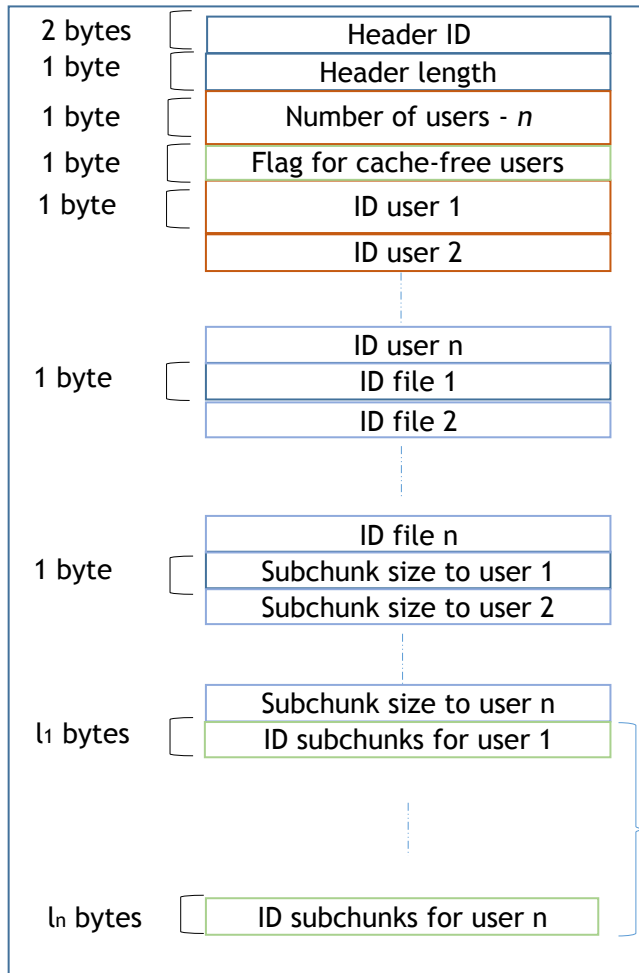 2 bytes Header ID
1 byte Header length
1 byte Number of users - n
1 byte Flag for cache-free users
1 byte ID user 1
ID user 2
ID user n
1 byte ID file 1
ID file 2
ID file n
1 byte Subchunk size to user 1
Subchunk size to user 2
Subchunk size to user n
l1 bytes ID subchunks for user 1
ln bytes ID subchunks for user n